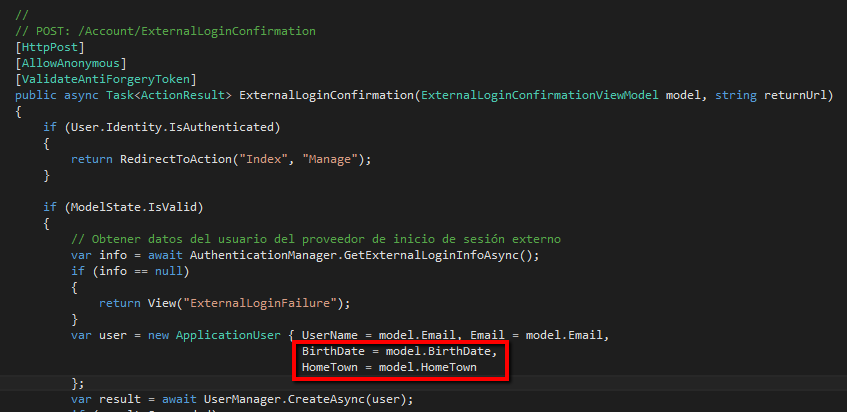 //
// POST: /Account/ExternalLoginConfirmation
[HttpPost]
[AllowAnonymous]
[ValidateAntiForgeryToken]
public async Task<ActionResult> ExternalLoginConfirmation(ExternalLoginConfirmationViewModel model, string returnUrl)
{
    if (User.Identity.IsAuthenticated)
    {
        return RedirectToAction("Index", "Manage");
    }

    if (ModelState.IsValid)
    {
        // Obtener datos del usuario del proveedor de inicio de sesión externo
        var info = await AuthenticationManager.GetExternalLoginInfoAsync();
        if (info == null)
        {
            return View("ExternalLoginFailure");
        }
        var user = new ApplicationUser { UserName = model.Email, Email = model.Email,
                                         BirthDate = model.BirthDate,
                                         HomeTown = model.HomeTown
        };
        var result = await UserManager.CreateAsync(user);